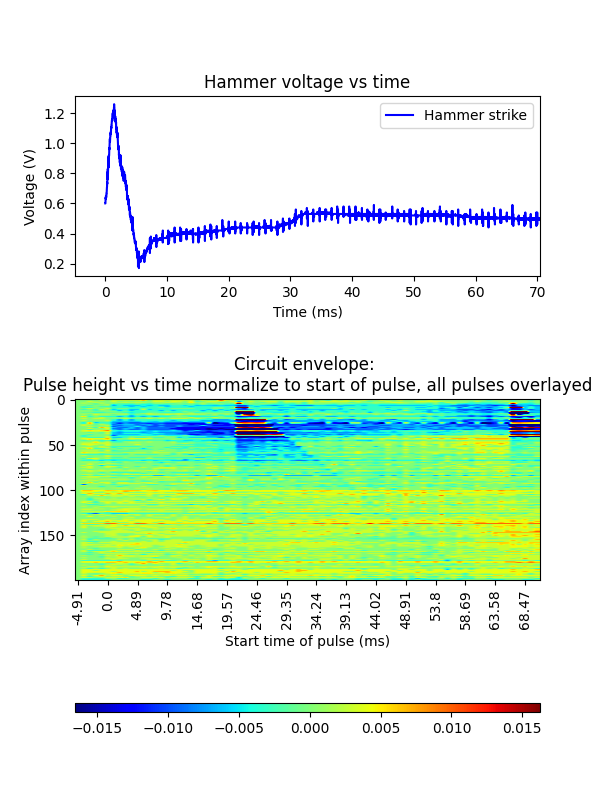 Hammer voltage vs time
Hammer strike
Voltage (V)
1.2
1.0
0.8
0.6
0.4
0.2
0 10 20 30 40 50 60 70
Time (ms)
Circuit envelope:
Pulse height vs time normalize to start of pulse, all pulses overlayed
Array index within pulse
0
50
100
150
-4.91 0.0 4.89 9.78 14.68 19.57 24.46 29.35 34.24 39.13 44.02 48.91 53.8 58.69 63.58 68.47
Start time of pulse (ms)
−0.015 −0.010 −0.005 0.000 0.005 0.010 0.015